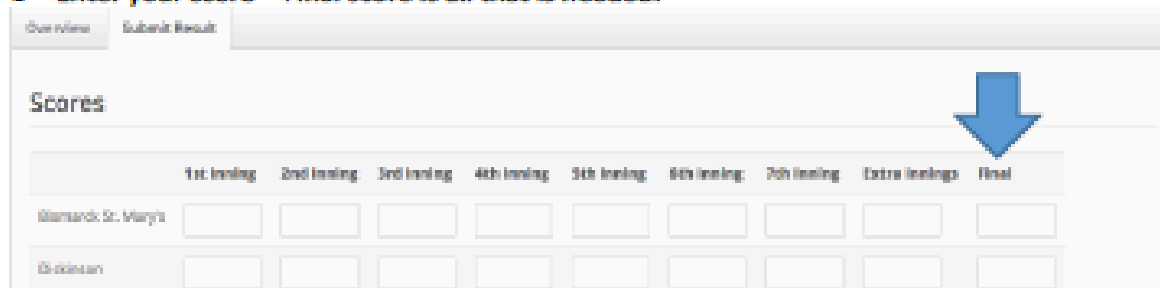 Overview Submit Result
Scores
1st Inning 2nd Inning 3rd Inning 4th Inning 5th Inning 6th Inning 7th Inning Extra Innings Final
Bismarck St. Mary's
Dickinson